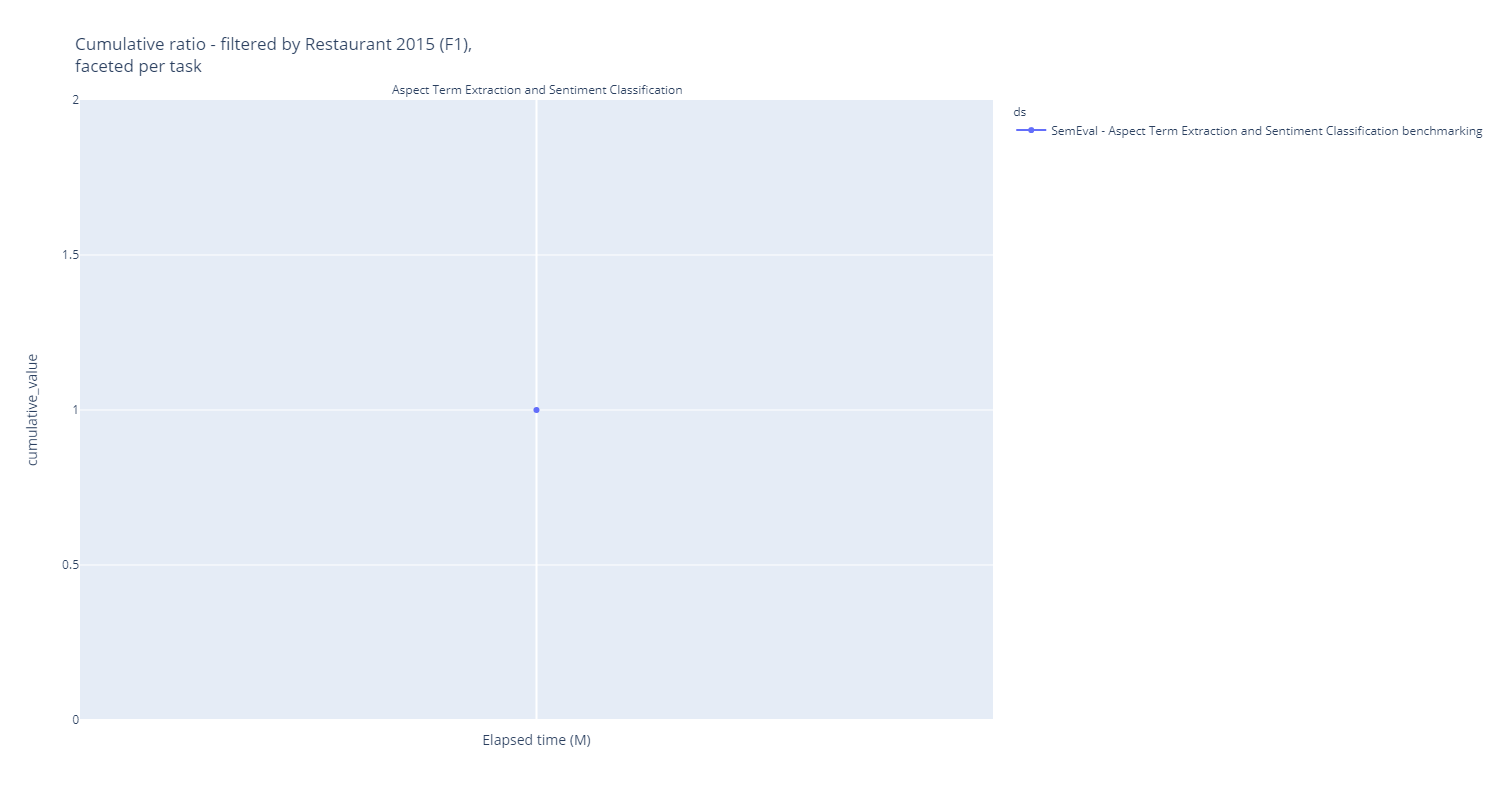 Cumulative ratio - filtered by Restaurant 2015 (F1),
faceted per task
Aspect Term Extraction and Sentiment Classification
2
1.5
1
0.5
0
cumulative_value
Elapsed time (M)
ds
SemEval - Aspect Term Extraction and Sentiment Classification benchmarking